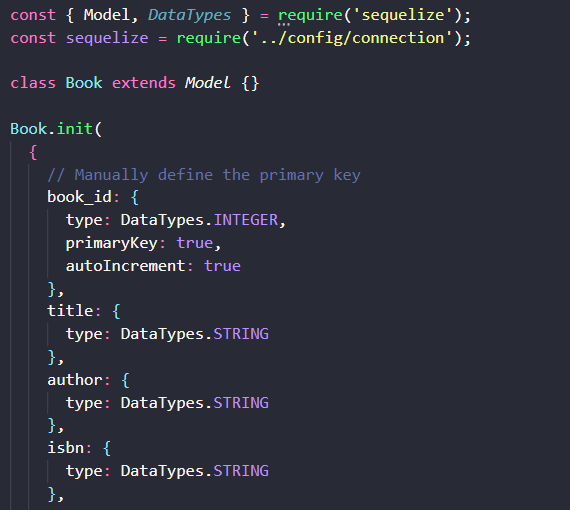 const { Model, DataTypes } = require('sequelize');
const sequelize = require('../config/connection');

class Book extends Model {}

Book.init(
  {
    // Manually define the primary key
    book_id: {
      type: DataTypes.INTEGER,
      primaryKey: true,
      autoIncrement: true
    },
    title: {
      type: DataTypes.STRING
    },
    author: {
      type: DataTypes.STRING
    },
    isbn: {
      type: DataTypes.STRING
    },